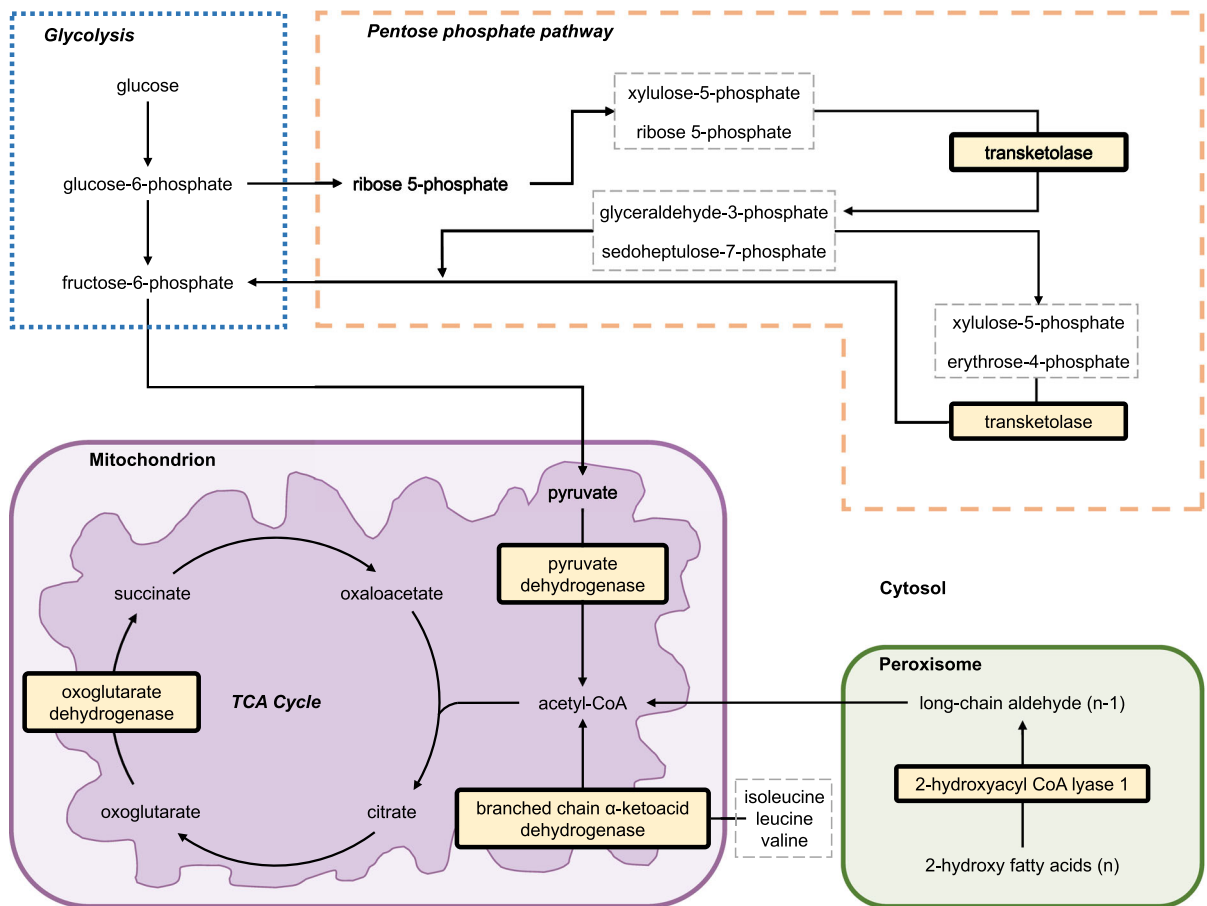 Glycolysis
glucose
glucose-6-phosphate
fructose-6-phosphate
Pentose phosphate pathway
ribose 5-phosphate
xylulose-5-phosphate
ribose 5-phosphate
transketolase
glyceraldehyde-3-phosphate
sedoheptulose-7-phosphate
xylulose-5-phosphate
erythrose-4-phosphate
transketolase
Mitochondrion
pyruvate
pyruvate
dehydrogenase
succinate
oxaloacetate
oxoglutarate
dehydrogenase
TCA Cycle
acetyl-CoA
oxoglutarate
citrate
branched chain α-ketoacid
dehydrogenase
isoleucine
leucine
valine
Cytosol
Peroxisome
long-chain aldehyde (n-1)
2-hydroxyacyl CoA lyase 1
2-hydroxy fatty acids (n)